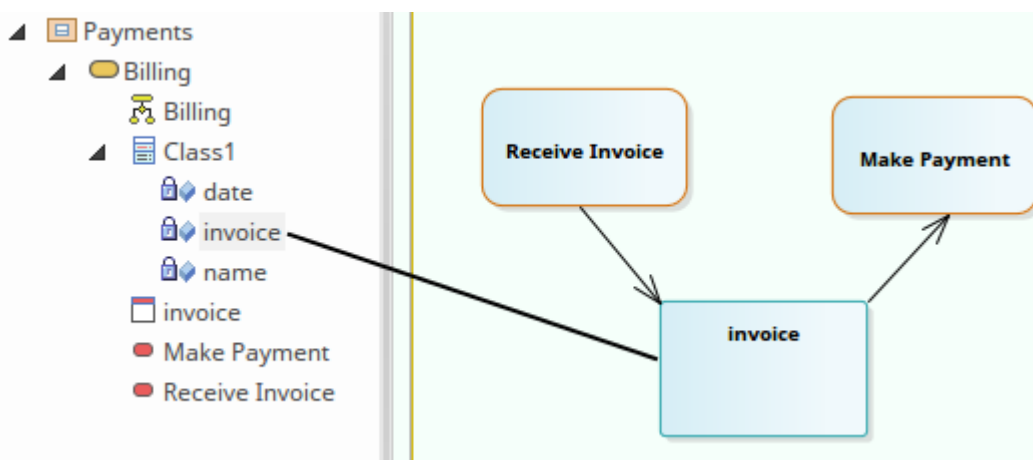 Payments
Billing
Billing
Class1
date
invoice
name
invoice
Make Payment
Receive Invoice
Receive Invoice
Make Payment
invoice